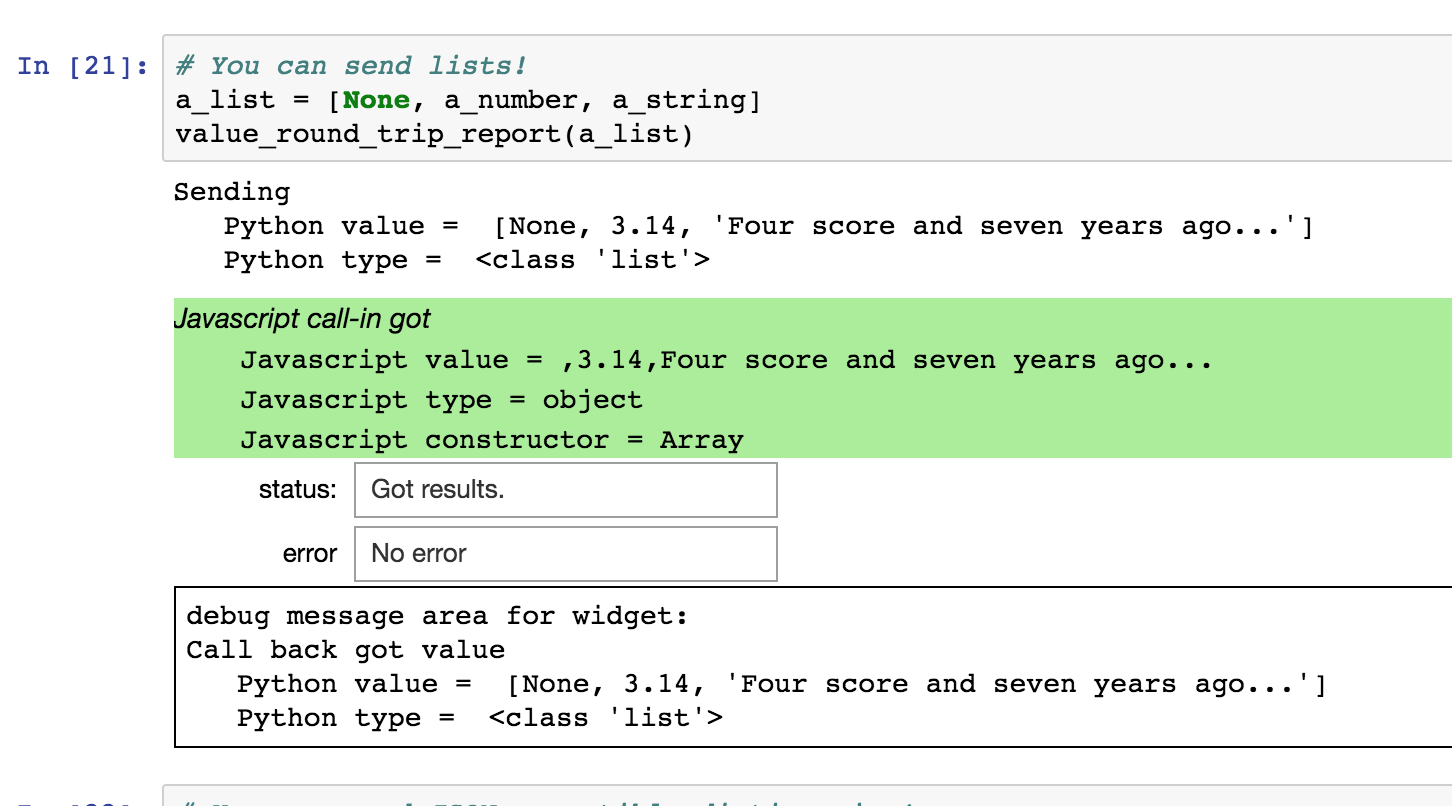 In [21]:
# You can send lists!
a_list = [None, a_number, a_string]
value_round_trip_report(a_list)
Sending
Python value =  [None, 3.14, 'Four score and seven years ago...']
Python type =  <class 'list'>
Javascript call-in got
Javascript value = ,3.14,Four score and seven years ago...
Javascript type = object
Javascript constructor = Array
status: Got results.
error No error
debug message area for widget:
Call back got value
Python value =  [None, 3.14, 'Four score and seven years ago...']
Python type =  <class 'list'>